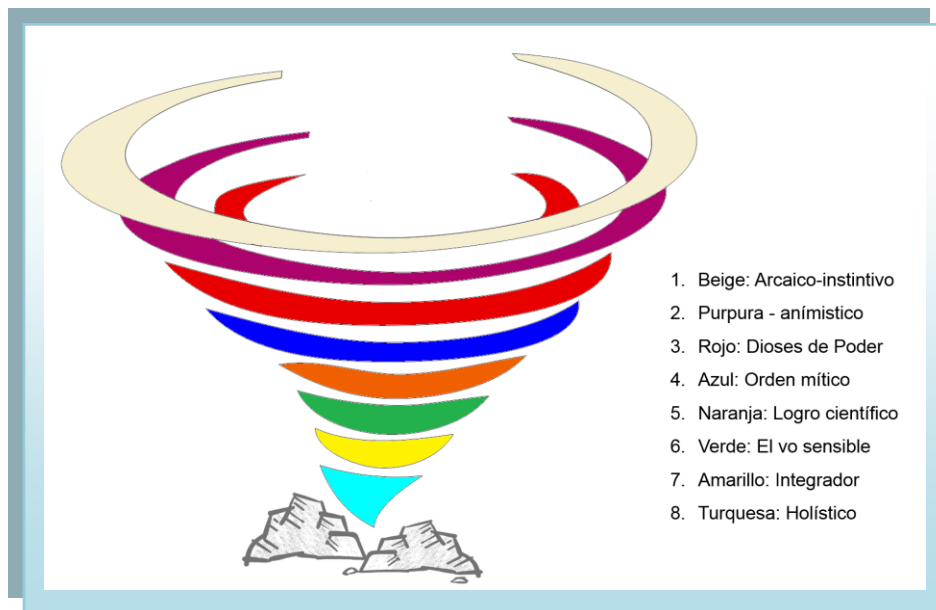 1. Beige: Arcaico-instintivo
2. Purpura - anímistico
3. Rojo: Dioses de Poder
4. Azul: Orden mítico
5. Naranja: Logro científico
6. Verde: El vo sensible
7. Amarillo: Integrador
8. Turquesa: Holístico